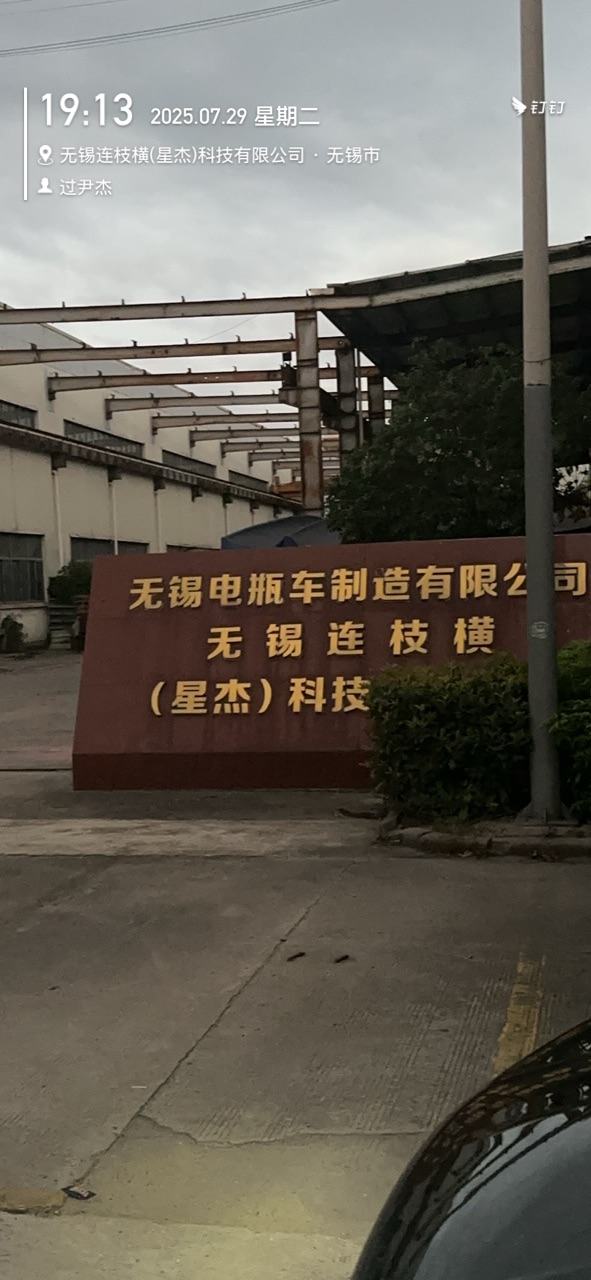 19:13 2025.07.29 星期二
钉钉
无锡连枝横(星杰)科技有限公司 · 无锡市
过尹杰
无锡电瓶车制造有限公司
无锡连枝横
（星杰）科技